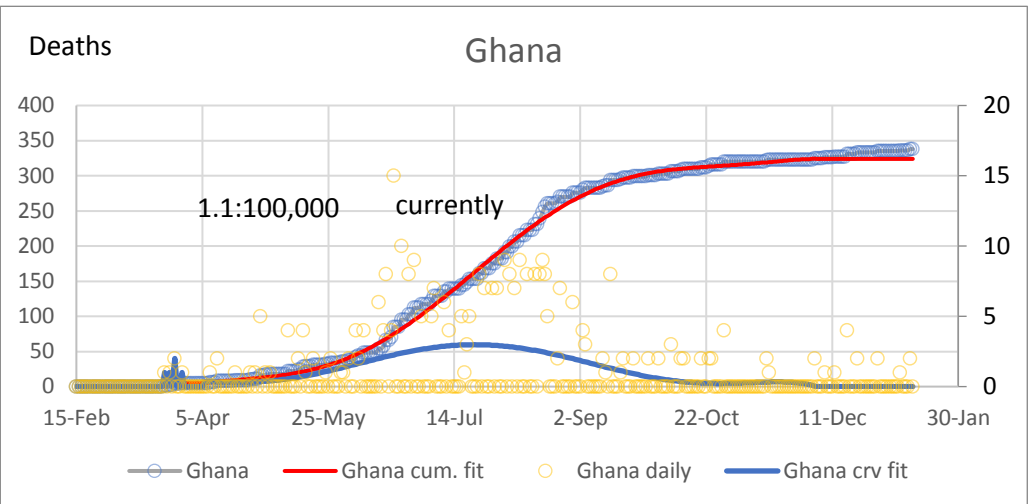 Deaths
Ghana
400
350
300
250
200
150
100
50
0
20
15
10
5
0
1.1:100,000 currently
15-Feb 5-Apr 25-May 14-Jul 2-Sep 22-Oct 11-Dec 30-Jan
Ghana Ghana cum. fit Ghana daily Ghana crv fit